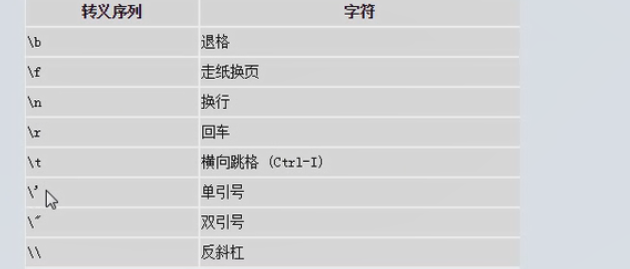 转义序列 字符
\b 退格
\f 走纸换页
\n 换行
\r 回车
\t 横向跳格 (Ctrl-I)
\' 单引号
\" 双引号
\\ 反斜杠